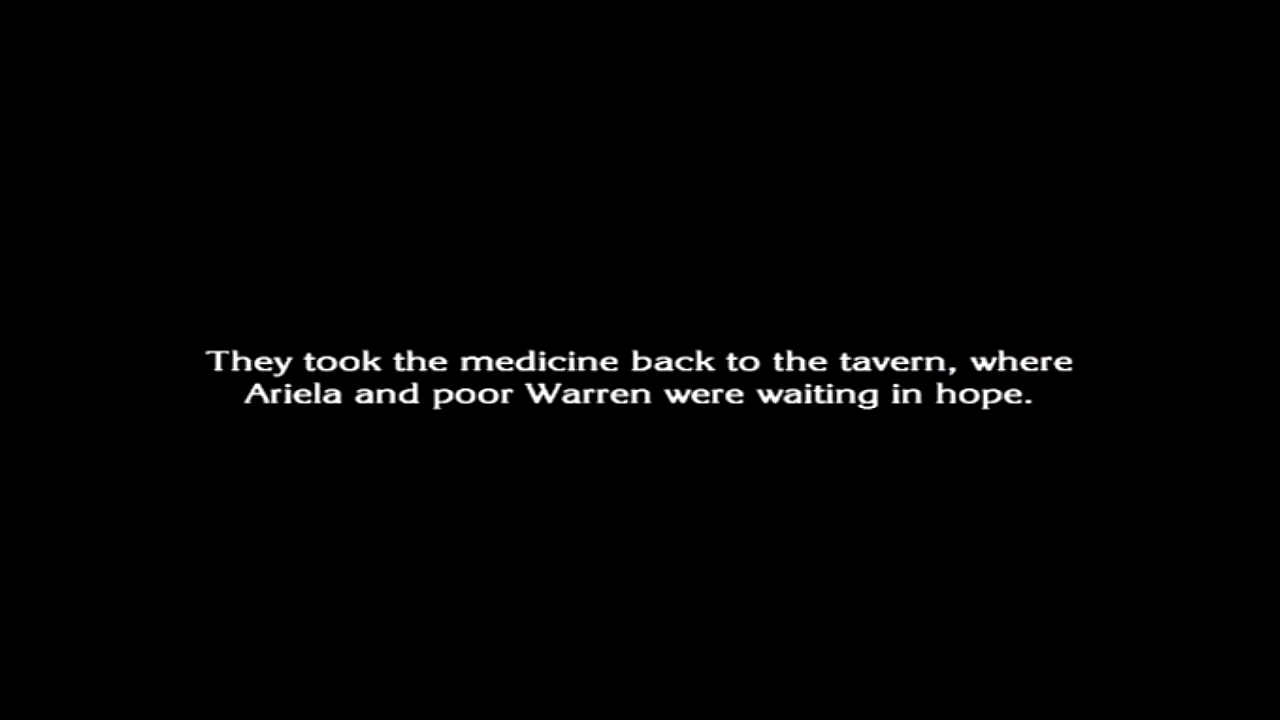 They took the medicine back to the tavern, where
Ariela and poor Warren were waiting in hope.